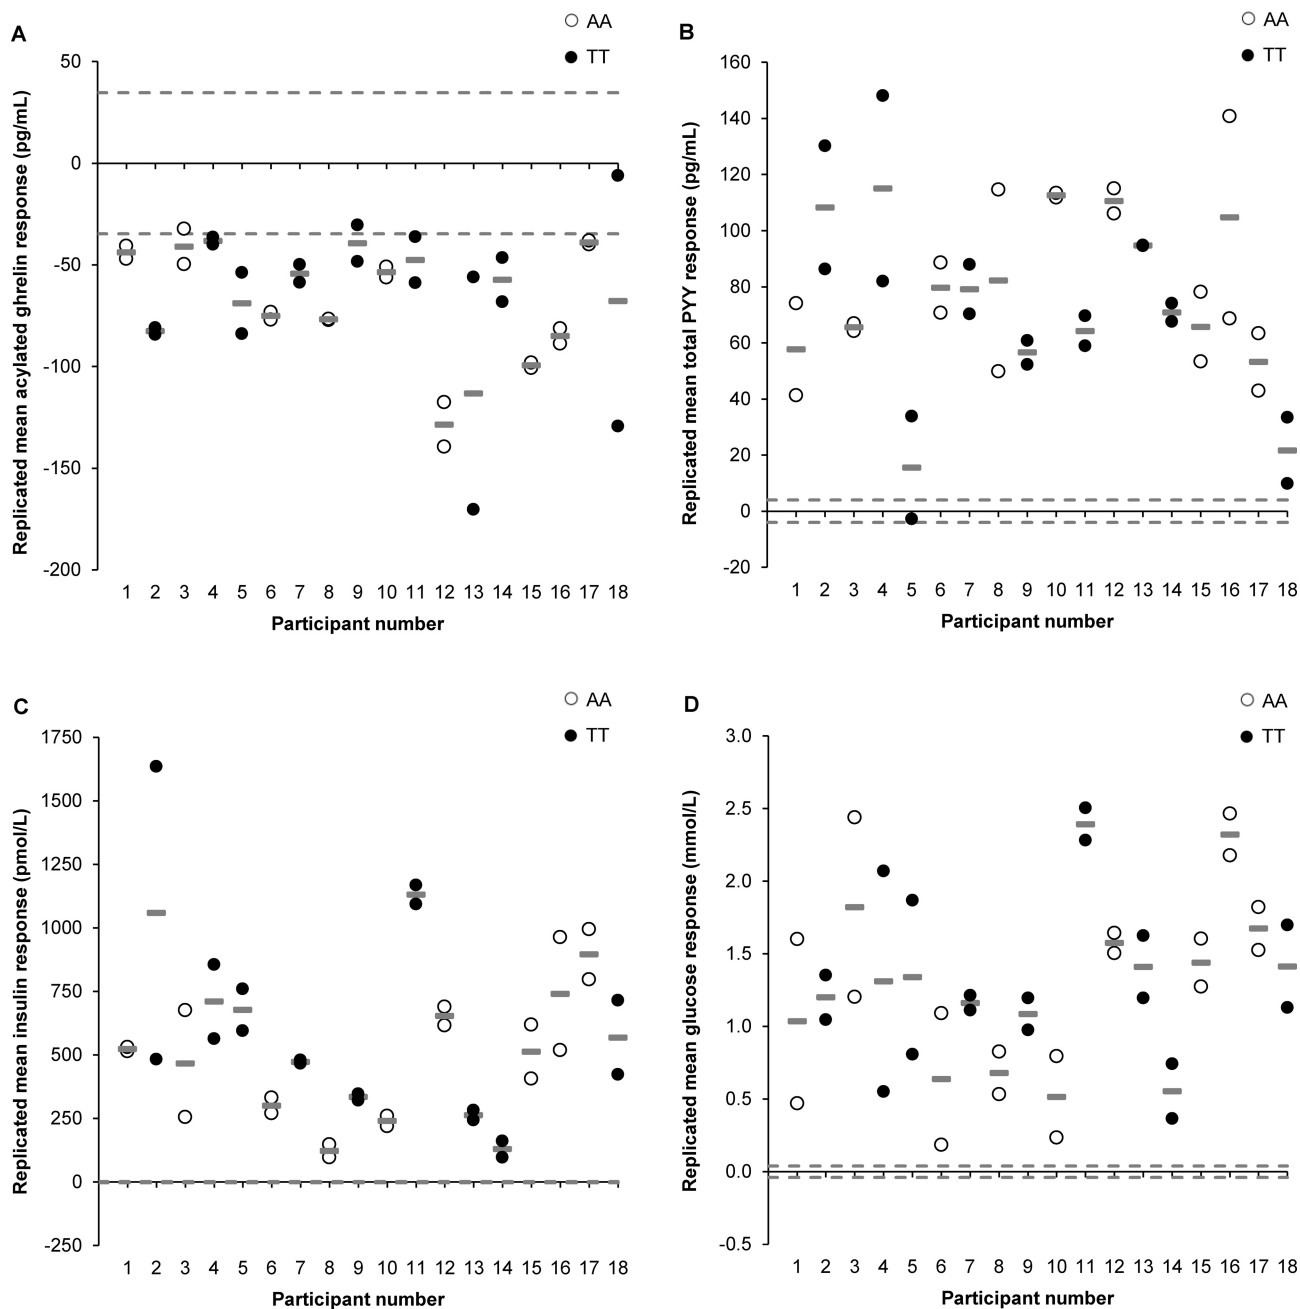 A
AA
TT
Replicated mean acylated ghrelin response (pg/mL)
50
0
-50
-100
-150
-200
1 2 3 4 5 6 7 8 9 10 11 12 13 14 15 16 17 18
Participant number
B
AA
TT
Replicated mean total PYY response (pg/mL)
160
140
120
100
80
60
40
20
0
-20
1 2 3 4 5 6 7 8 9 10 11 12 13 14 15 16 17 18
Participant number
C
AA
TT
Replicated mean insulin response (pmol/L)
1750
1500
1250
1000
750
500
250
0
-250
1 2 3 4 5 6 7 8 9 10 11 12 13 14 15 16 17 18
Participant number
D
AA
TT
Replicated mean glucose response (mmol/L)
3.0
2.5
2.0
1.5
1.0
0.5
0.0
-0.5
1 2 3 4 5 6 7 8 9 10 11 12 13 14 15 16 17 18
Participant number